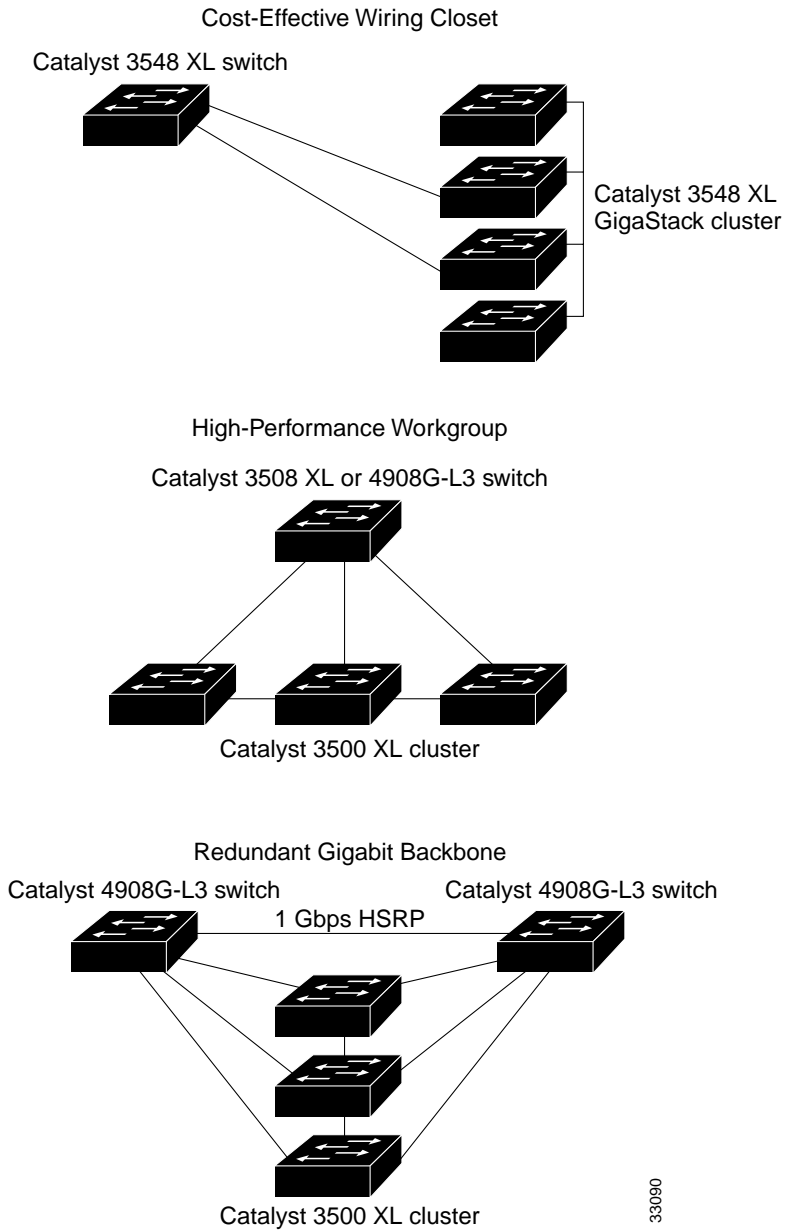 Cost-Effective Wiring Closet
Catalyst 3548 XL switch
Catalyst 3548 XL
GigaStack cluster
High-Performance Workgroup
Catalyst 3508 XL or 4908G-L3 switch
Catalyst 3500 XL cluster
Redundant Gigabit Backbone
Catalyst 4908G-L3 switch
Catalyst 4908G-L3 switch
1 Gbps HSRP
Catalyst 3500 XL cluster
33090